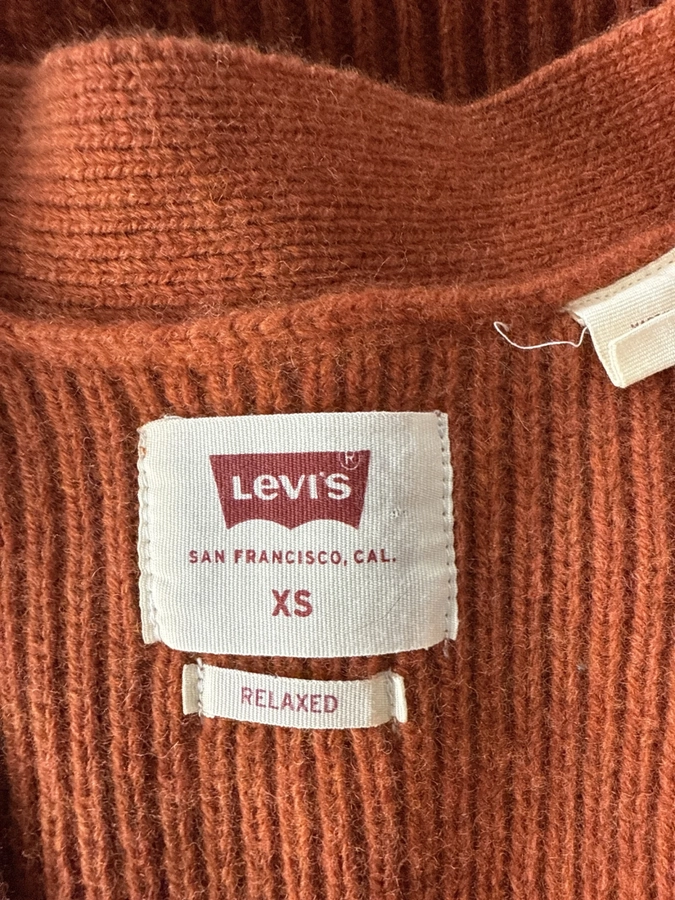 LEVI'S
®
SAN FRANCISCO, CAL.
XS
RELAXED